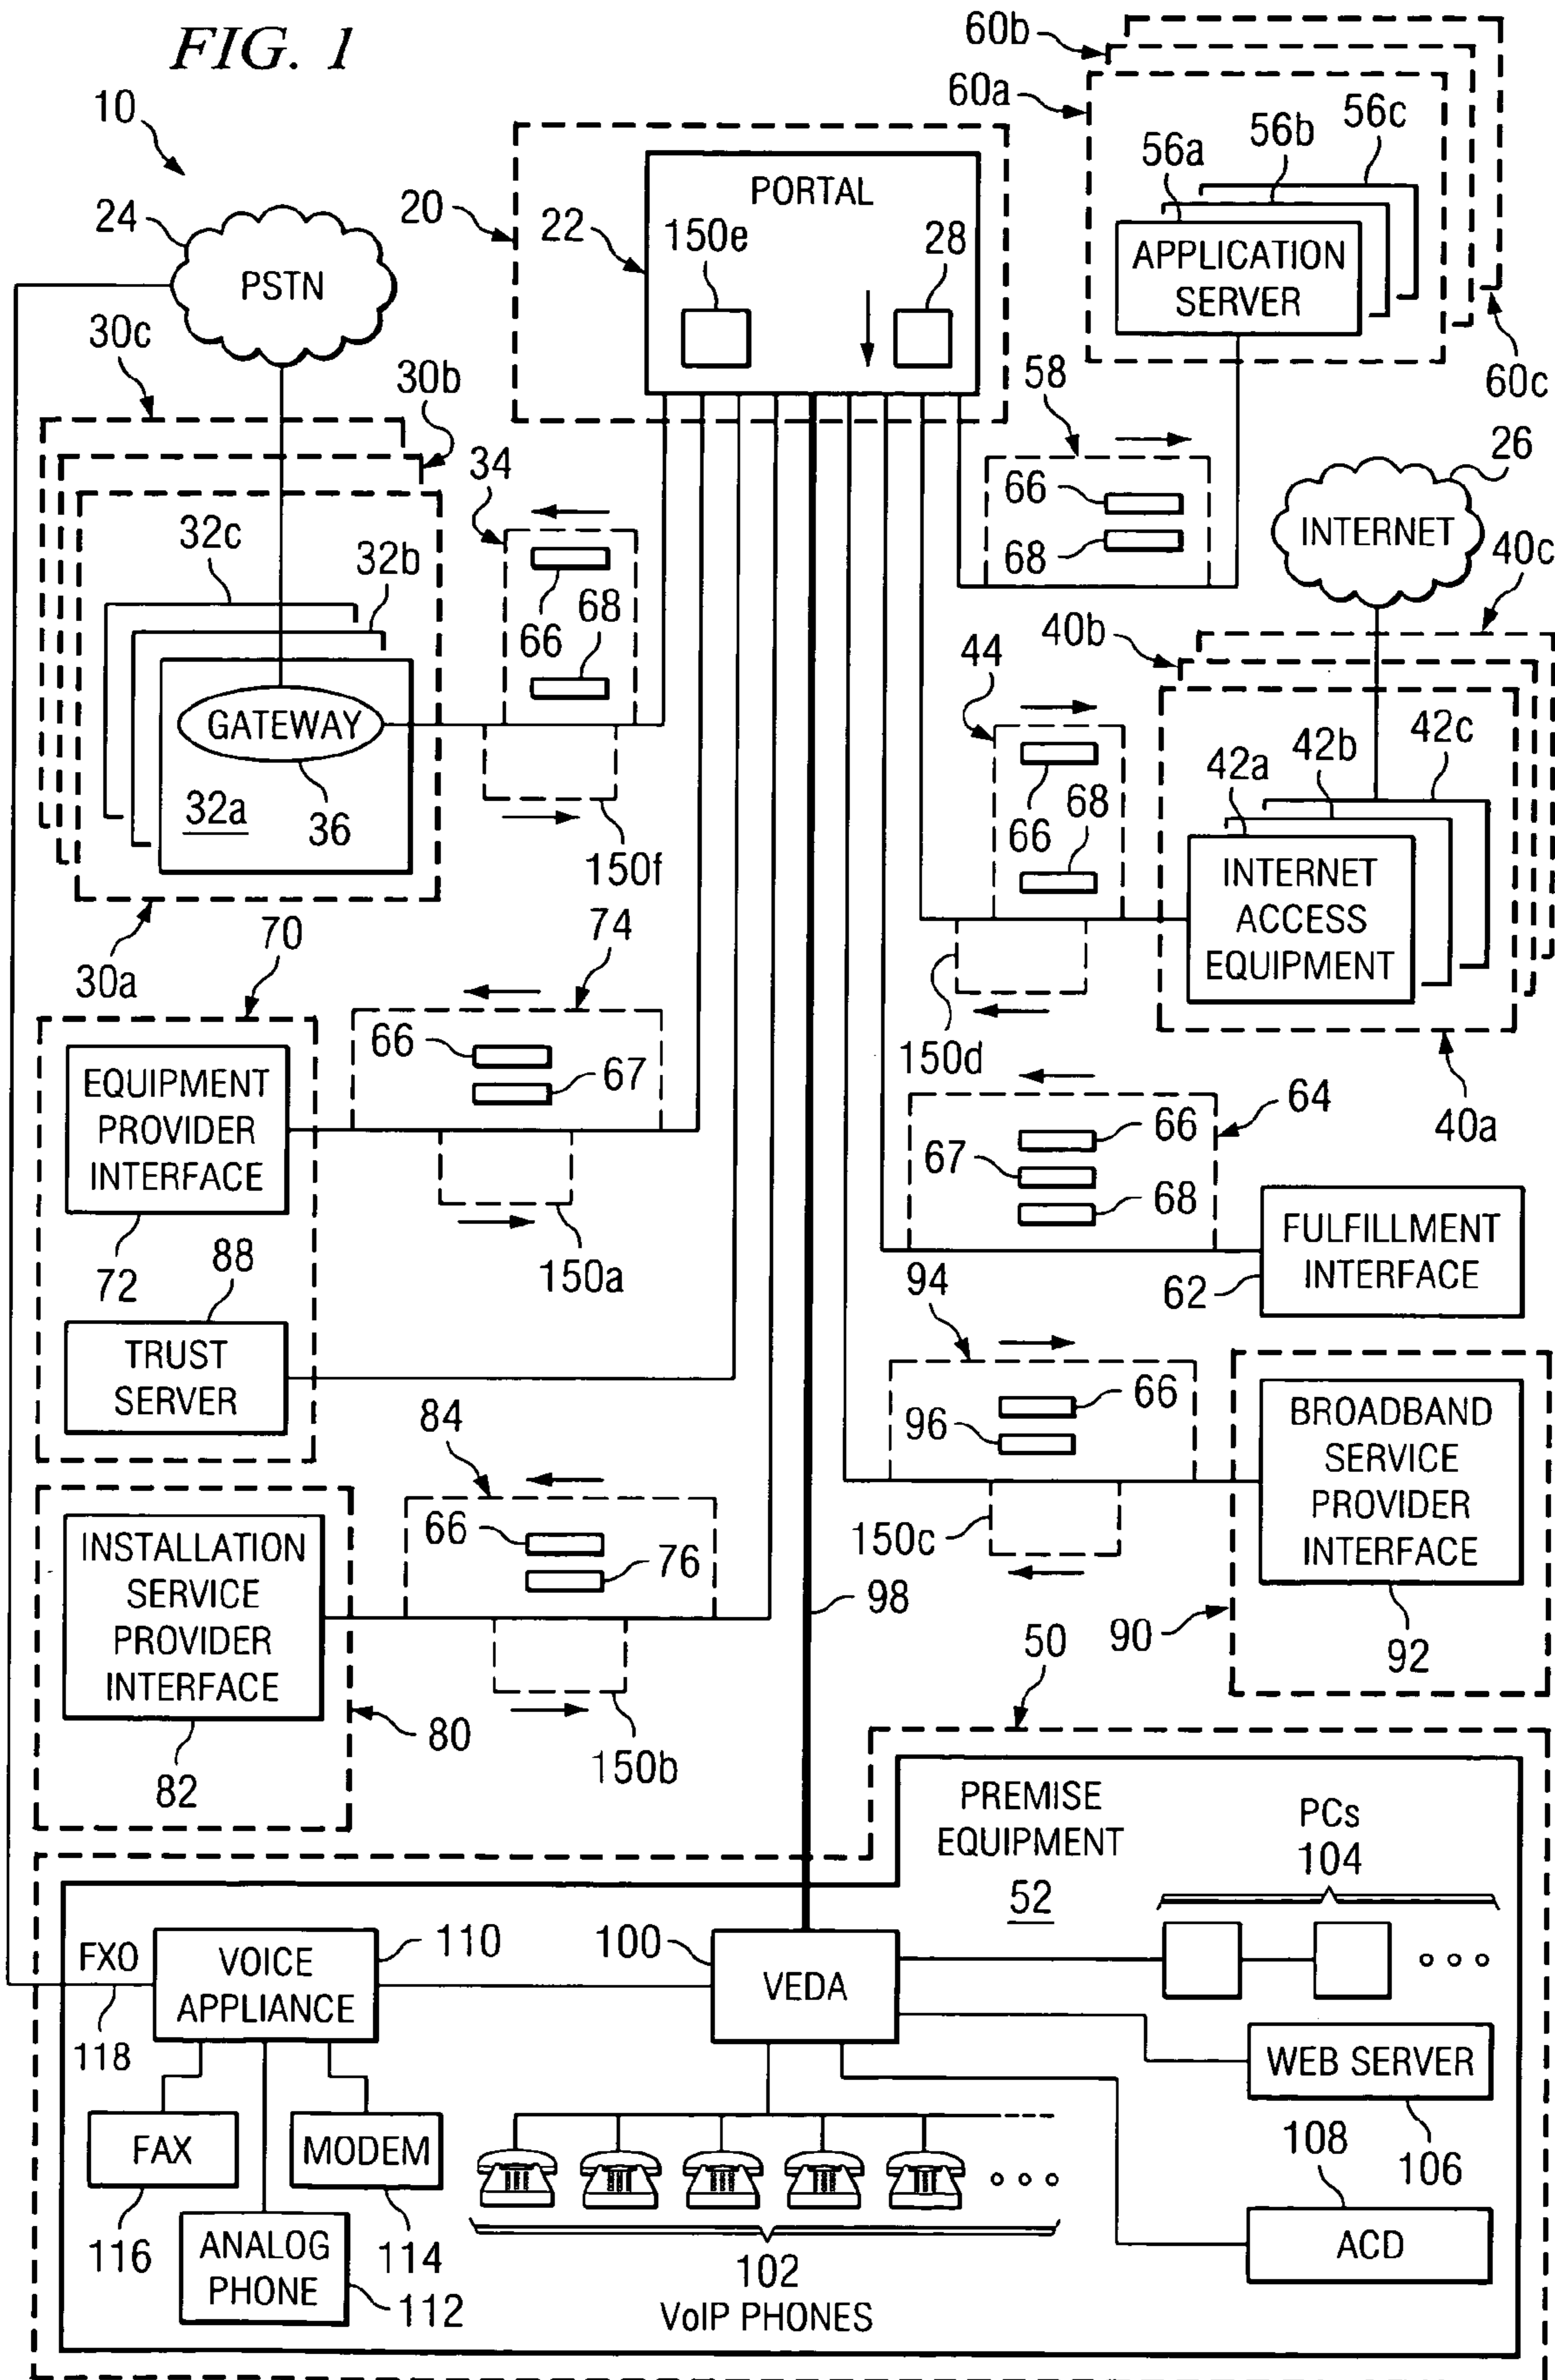 FIG. 1
10
24
PSTN
20
22
PORTAL
150e
28
60b
60a
56a
56b
56c
APPLICATION
SERVER
60c
58
66
68
26
INTERNET
30c
30b
34
66
68
32c
32b
GATEWAY
32a
36
30a
150f
44
66
68
40b
40c
42a
42b
42c
INTERNET
ACCESS
EQUIPMENT
150d
40a
70
74
66
67
EQUIPMENT
PROVIDER
INTERFACE
72
150a
88
TRUST
SERVER
64
66
67
68
FULFILLMENT
INTERFACE
62
94
66
96
BROADBAND
SERVICE
PROVIDER
INTERFACE
150c
90
92
84
66
76
INSTALLATION
SERVICE
PROVIDER
INTERFACE
80
82
150b
98
50
PREMISE
EQUIPMENT
52
PCs
104
FXO
118
VOICE
APPLIANCE
110
100
VEDA
WEB SERVER
106
108
ACD
FAX
116
MODEM
114
ANALOG
PHONE
112
102
VoIP PHONES